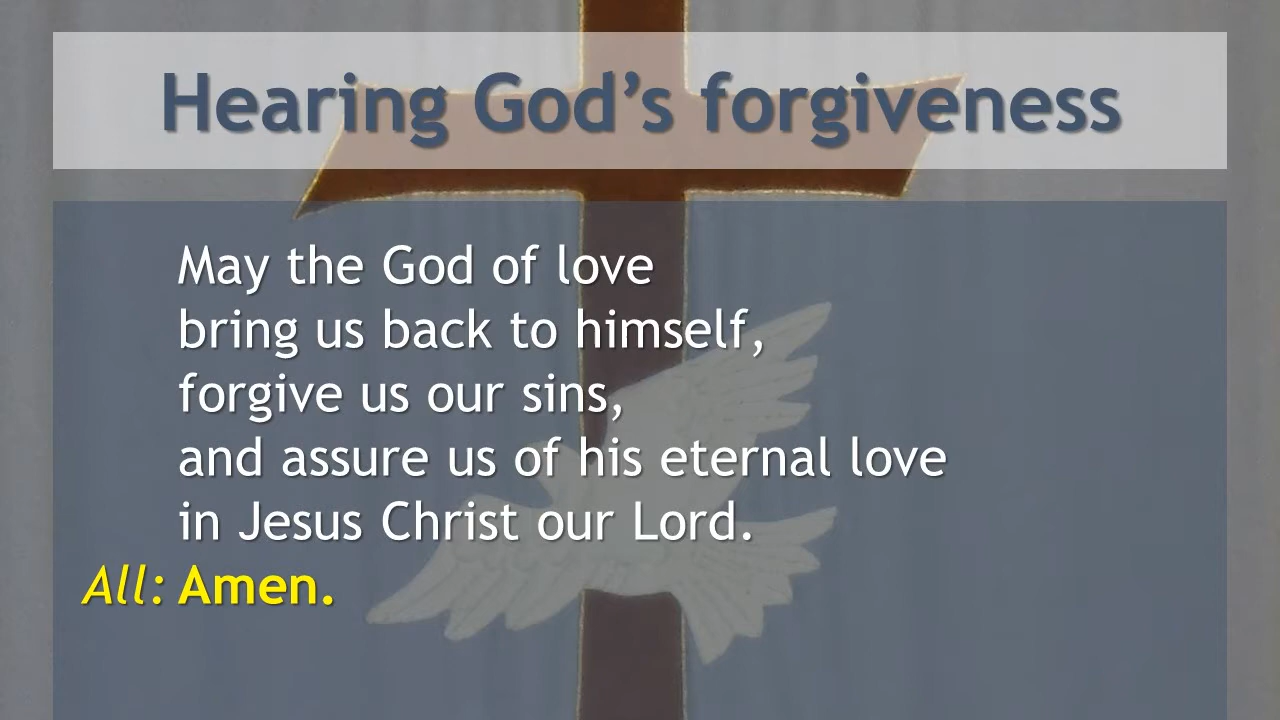 Hearing God’s forgiveness
May the God of love
bring us back to himself,
forgive us our sins,
and assure us of his eternal love
in Jesus Christ our Lord.
All: Amen.